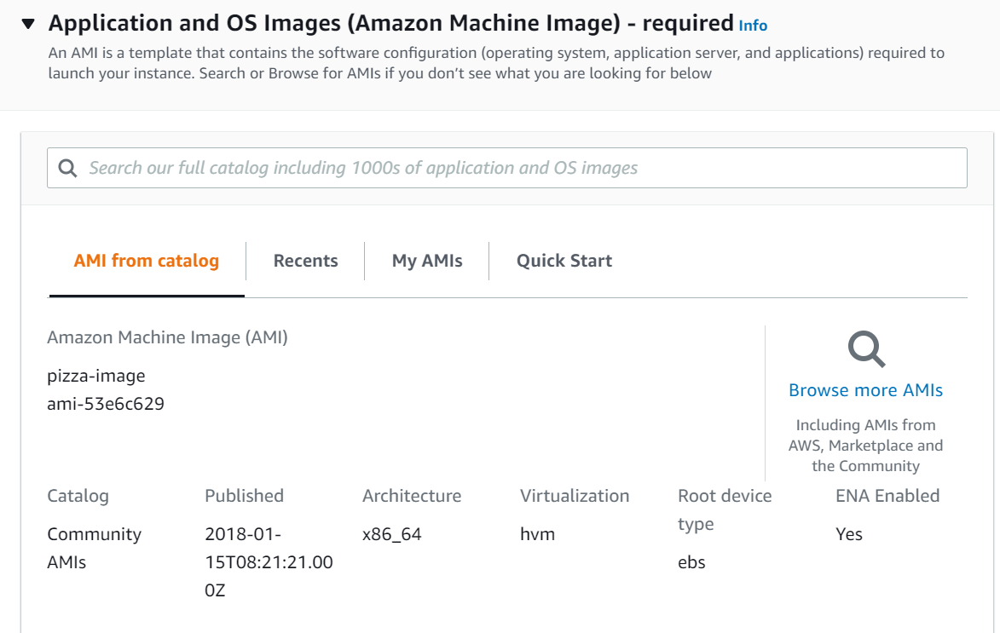 Application and OS Images (Amazon Machine Image) - required Info
An AMI is a template that contains the software configuration (operating system, application server, and applications) required to
launch your instance. Search or Browse for AMIs if you don’t see what you are looking for below
Search our full catalog including 1000s of application and OS images
AMI from catalog
Recents
My AMIs
Quick Start
Amazon Machine Image (AMI)
pizza-image
ami-53e6c629
Browse more AMIs
Including AMIs from
AWS, Marketplace and
the Community
Catalog
Community
AMIs
Published
2018-01-
15T08:21:21.00
0Z
Architecture
x86_64
Virtualization
hvm
Root device
type
ebs
ENA Enabled
Yes